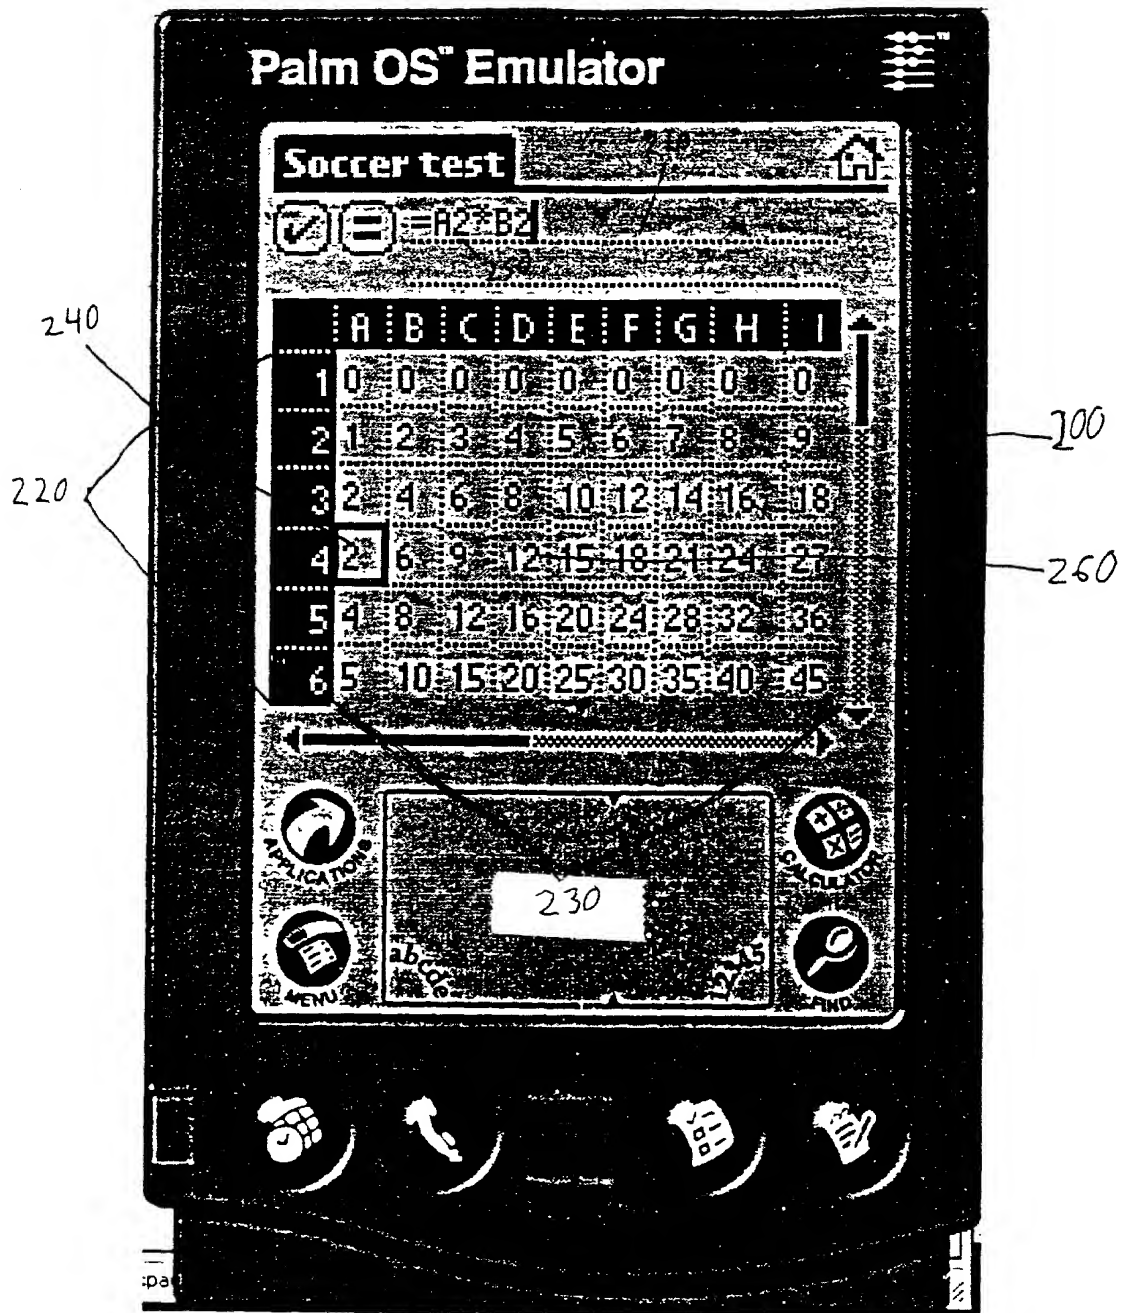 Palm OS™ Emulator ™
Soccer test
=A2*B2
A B C D E F G H I
1 0 0 0 0 0 0 0 0 0
2 1 2 3 4 5 6 7 8 9
3 2 4 6 8 10 12 14 16 18
4 2 6 9 12 15 18 21 24 27
5 4 8 12 16 20 24 28 32 36
6 5 10 15 20 25 30 35 40 45
240
220
200
260
APPLICATIONS
CALCULATOR
230
MENU
abcde
12345
FIND